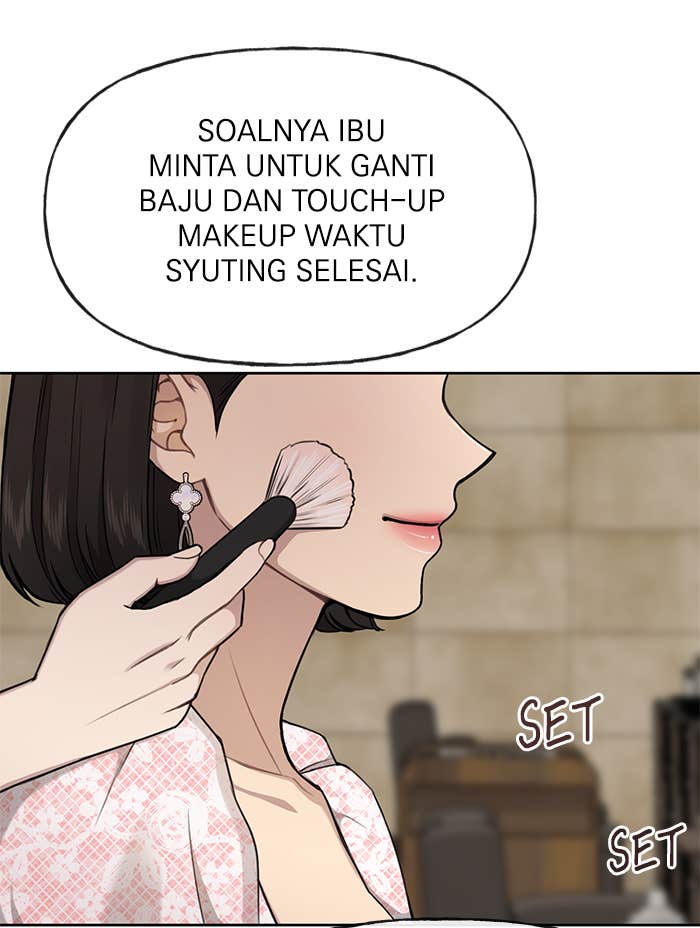 SOALNYA IBU
MINTA UNTUK GANTI
BAJU DAN TOUCH-UP
MAKEUP WAKTU
SYUTING SELESAI.
SET
SET